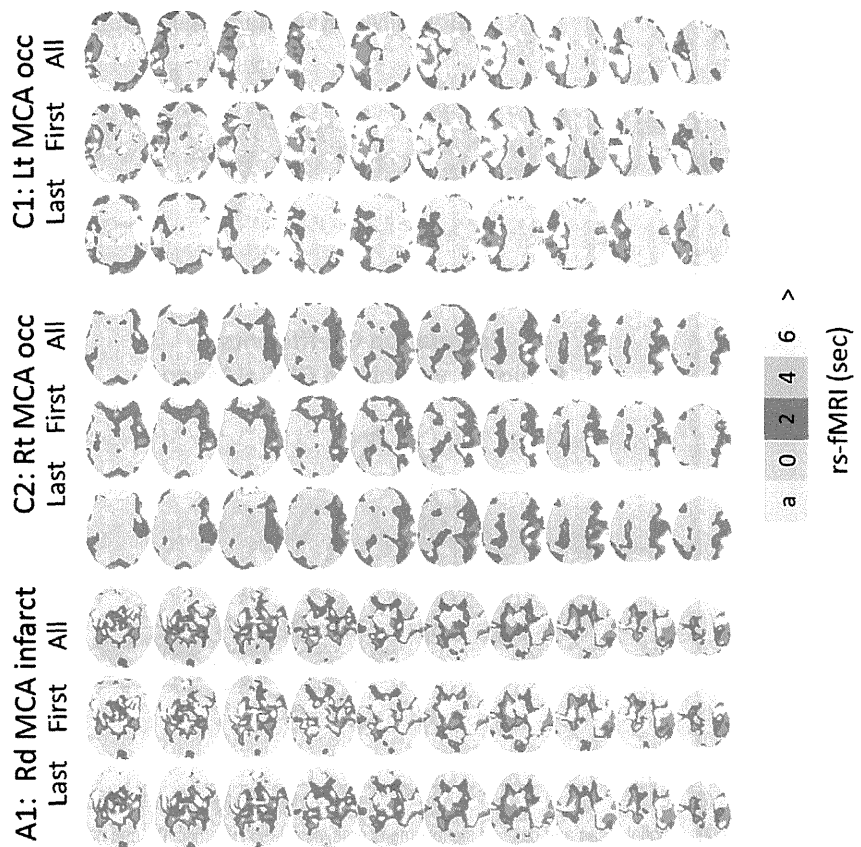 A1: Rd MCA infarct
Last First All
C2: Rt MCA occ
Last First All
C1: Lt MCA occ
Last First All
a 0 2 4 6 >
rs-fMRI (sec)